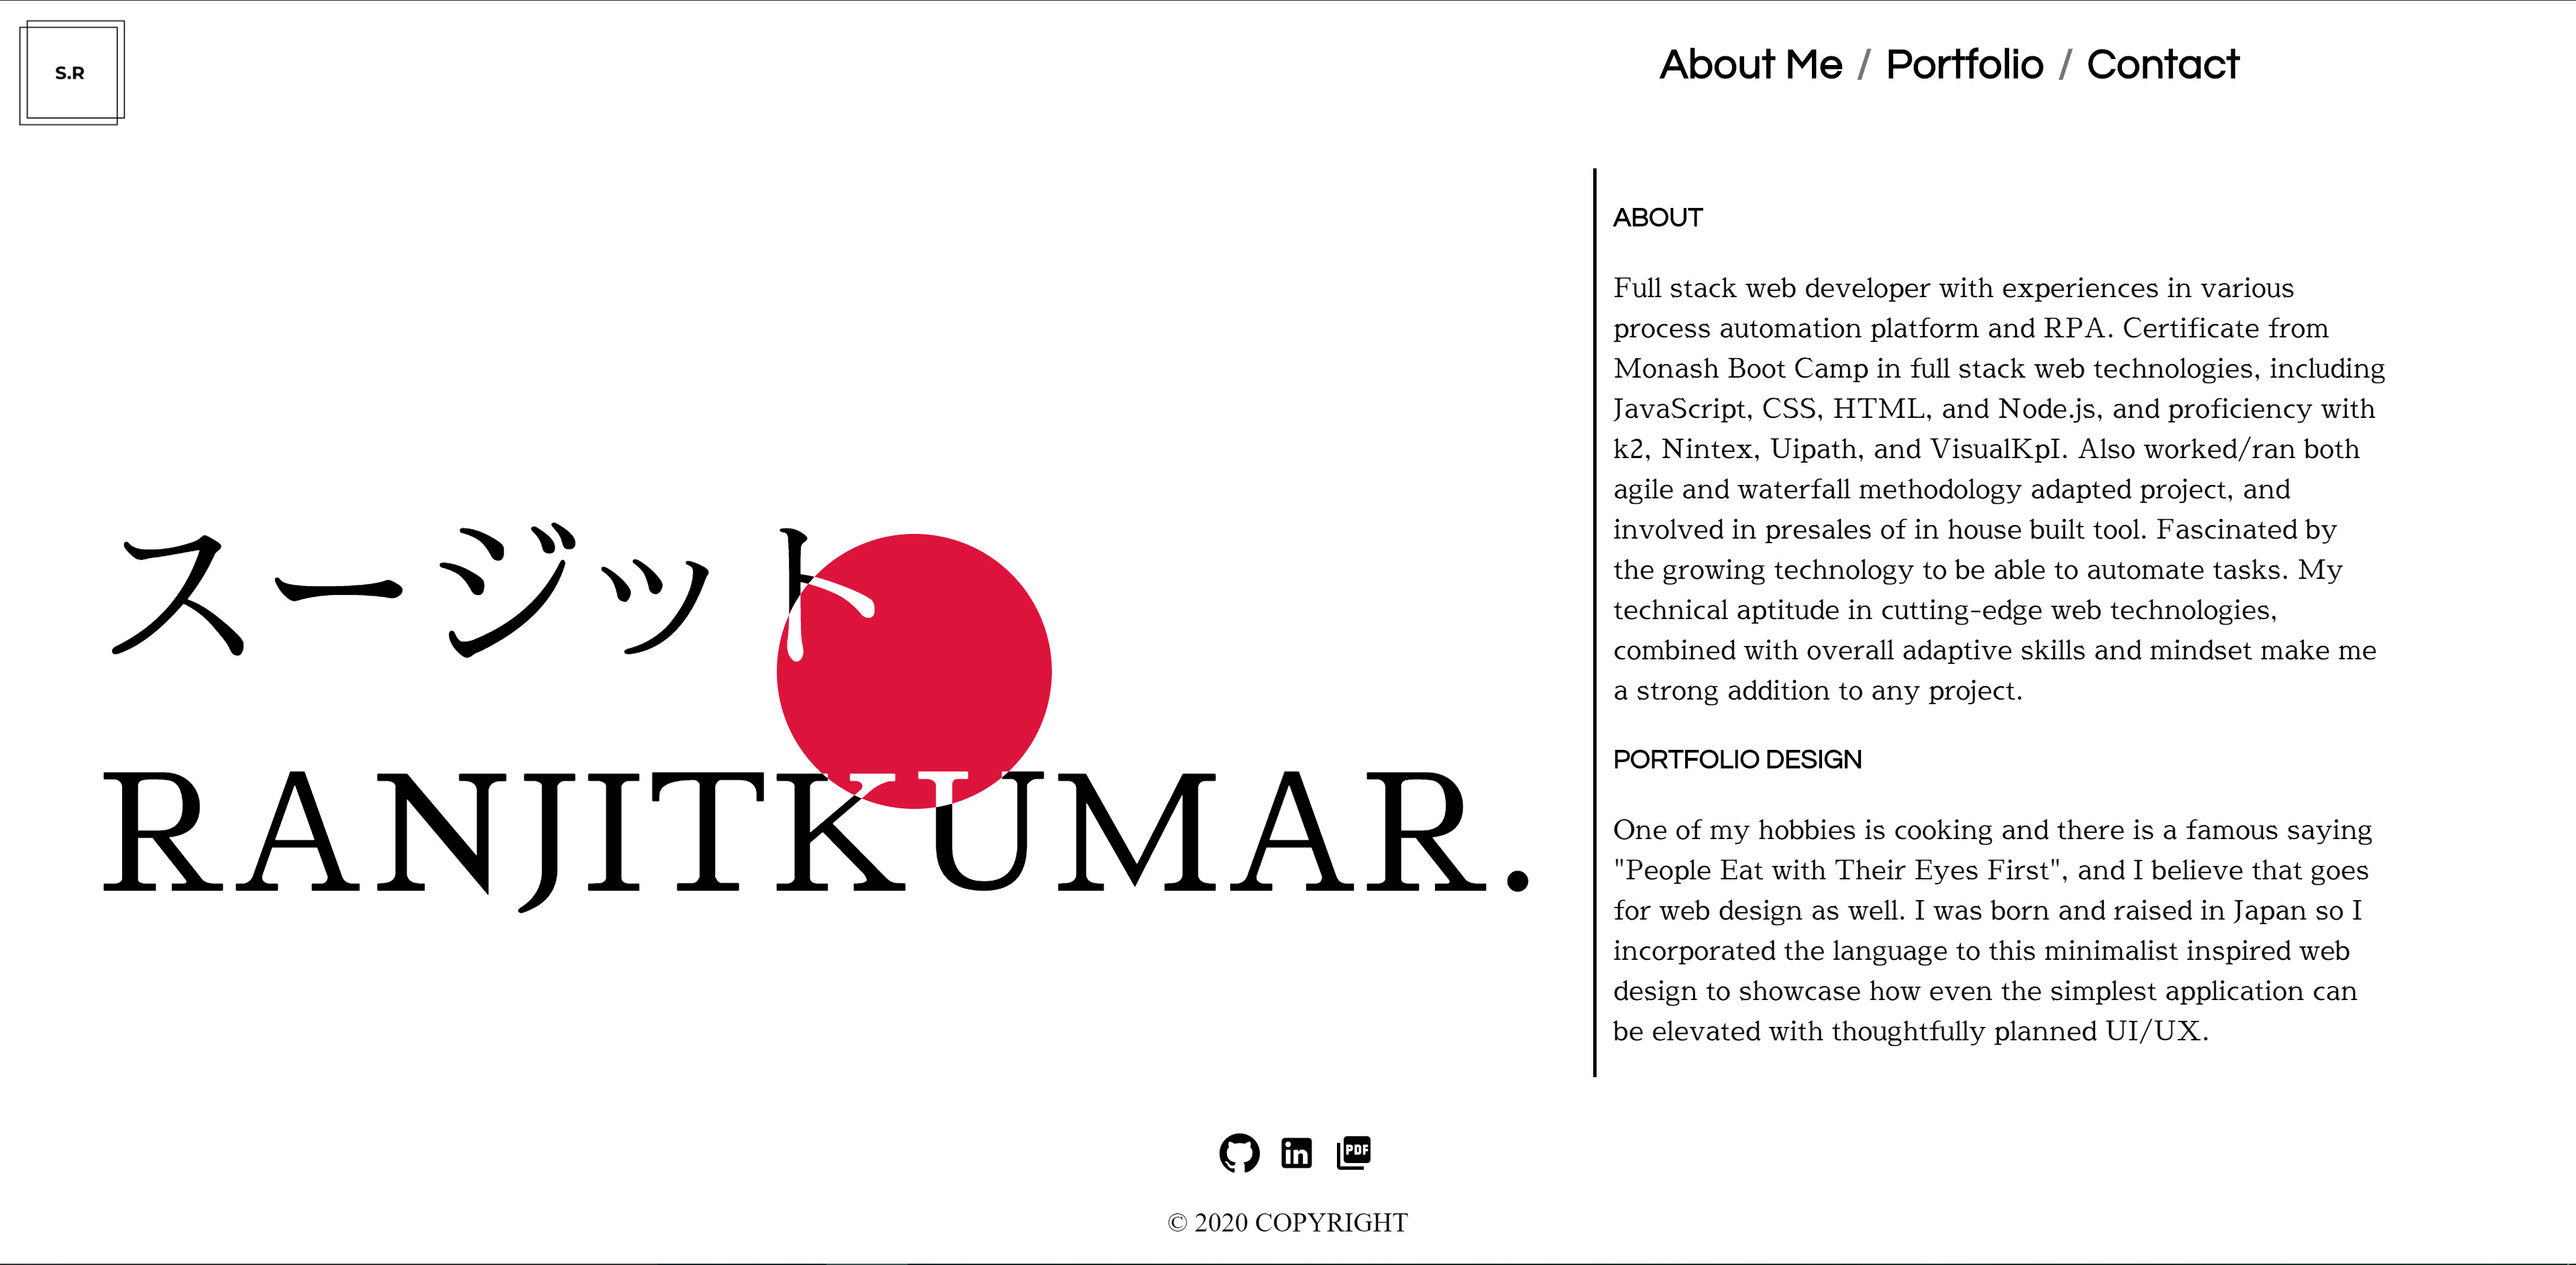 S.R
About Me / Portfolio / Contact
スージット
RANJITKUMAR.
ABOUT
Full stack web developer with experiences in various
process automation platform and RPA. Certificate from
Monash Boot Camp in full stack web technologies, including
JavaScript, CSS, HTML, and Node.js, and proficiency with
k2, Nintex, Uipath, and VisualKpI. Also worked/ran both
agile and waterfall methodology adapted project, and
involved in presales of in house built tool. Fascinated by
the growing technology to be able to automate tasks. My
technical aptitude in cutting-edge web technologies,
combined with overall adaptive skills and mindset make me
a strong addition to any project.
PORTFOLIO DESIGN
One of my hobbies is cooking and there is a famous saying
"People Eat with Their Eyes First", and I believe that goes
for web design as well. I was born and raised in Japan so I
incorporated the language to this minimalist inspired web
design to showcase how even the simplest application can
be elevated with thoughtfully planned UI/UX.
in PDF
© 2020 COPYRIGHT